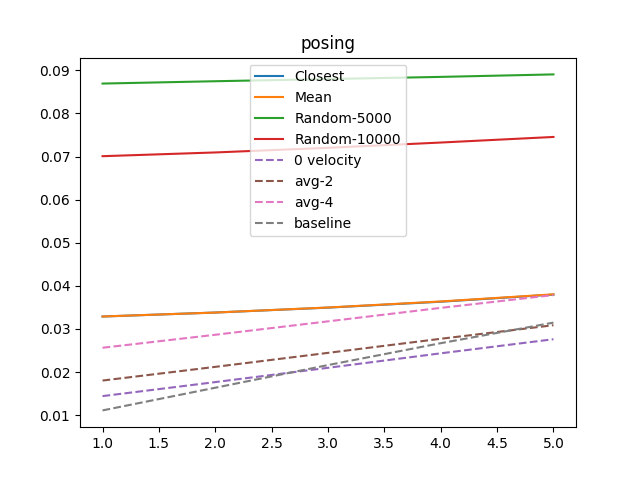 posing
0.09
0.08
0.07
0.06
0.05
0.04
0.03
0.02
0.01
Closest
Mean
Random-5000
Random-10000
0 velocity
avg-2
avg-4
baseline
1.0 1.5 2.0 2.5 3.0 3.5 4.0 4.5 5.0